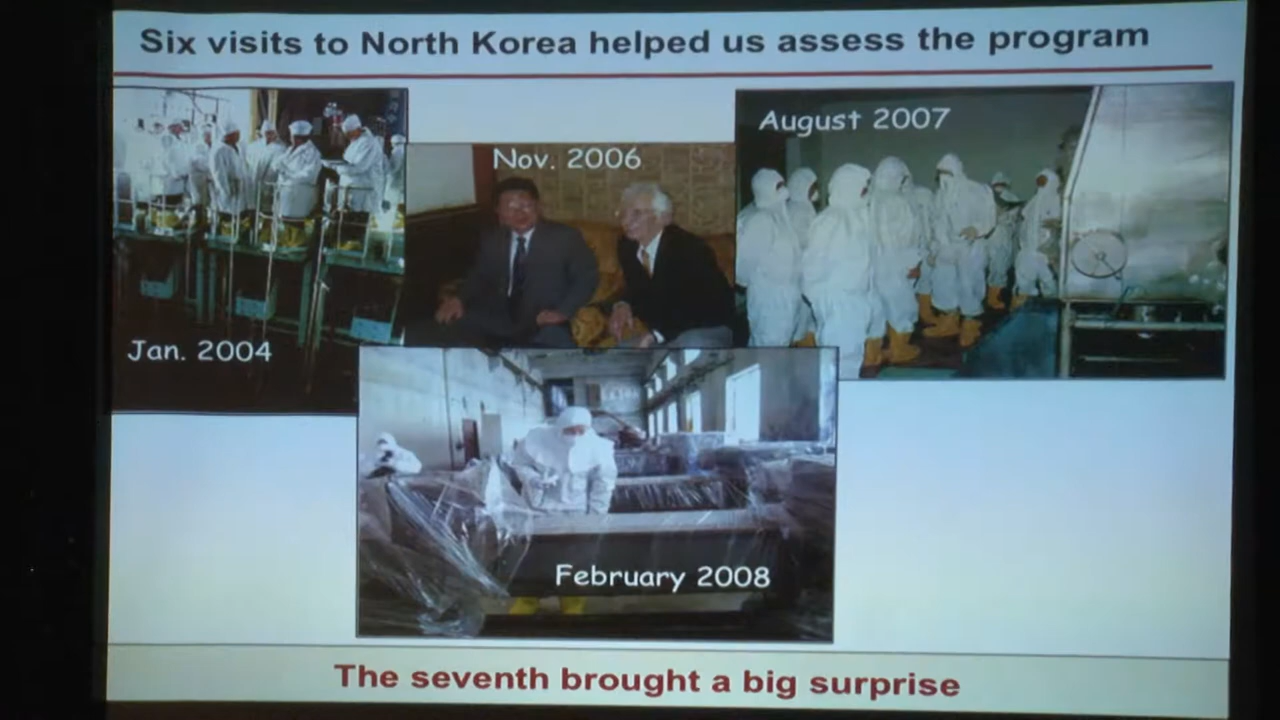 Six visits to North Korea helped us assess the program
Jan. 2004
Nov. 2006
August 2007
February 2008
The seventh brought a big surprise